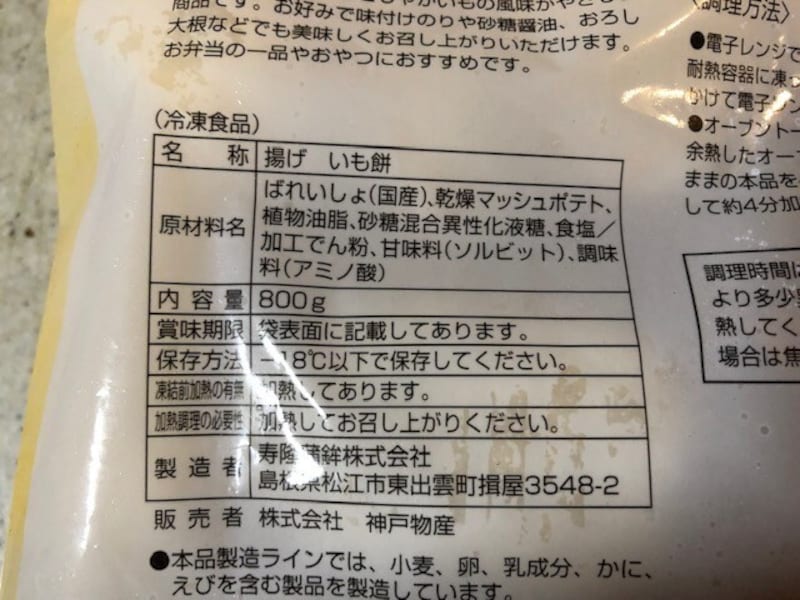 商品です。お好みで味付けのりや砂糖醤油、おろし
大根などでも美味しくお召し上がりいただけます。
お弁当の一品やおやつにおすすめです。
(冷凍食品)
名 称 揚げ いも餅
原材料名 ばれいしょ(国産)、乾燥マッシュポテト、
植物油脂、砂糖混合異性化液糖、食塩/
加工でん粉、甘味料(ソルビット)、調味
料(アミノ酸)
内容量 800g
賞味期限 袋表面に記載してあります。
保存方法 −18℃以下で保存してください。
凍結前加熱の有無 加熱してあります。
加熱調理の必要性 加熱してお召し上がりください。
製造者 寿隆蒲鉾株式会社
島根県松江市東出雲町揖屋3548-2
販売者 株式会社 神戸物産
●本品製造ラインでは、小麦、卵、乳成分、かに、
えびを含む製品を製造しています。
〈調理方法〉
●電子レンジで
耐熱容器に凍っ
かけて電子レン
●オーブントー
余熱したオー
ままの本品を
して約4分加
調理時間は
より多少
熱してく
場合は焦